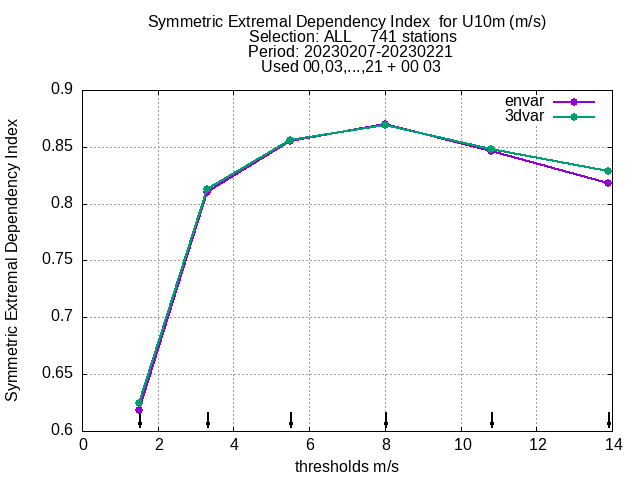 Symmetric Extremal Dependency Index  for U10m (m/s)
Selection: ALL    741 stations
Period: 20230207-20230221
Used 00,03,...,21 + 00 03
envar
3dvar
Symmetric Extremal Dependency Index
0.9
0.85
0.8
0.75
0.7
0.65
0.6
0 2 4 6 8 10 12 14
thresholds m/s